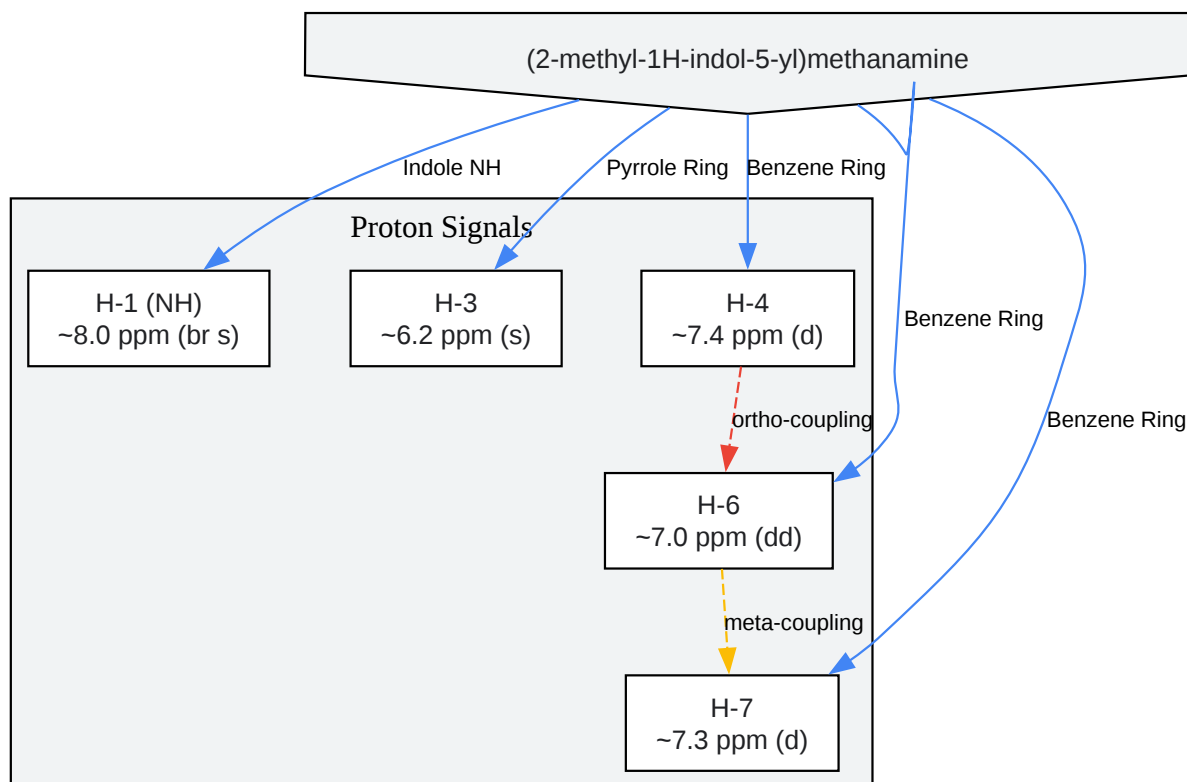 (2-methyl-1H-indol-5-yl)methanamine
Indole NH
Pyrrole Ring
Benzene Ring
Proton Signals
H-1 (NH)
~8.0 ppm (br s)
H-3
~6.2 ppm (s)
H-4
~7.4 ppm (d)
Benzene Ring
ortho-coupling
Benzene Ring
H-6
~7.0 ppm (dd)
meta-coupling
H-7
~7.3 ppm (d)